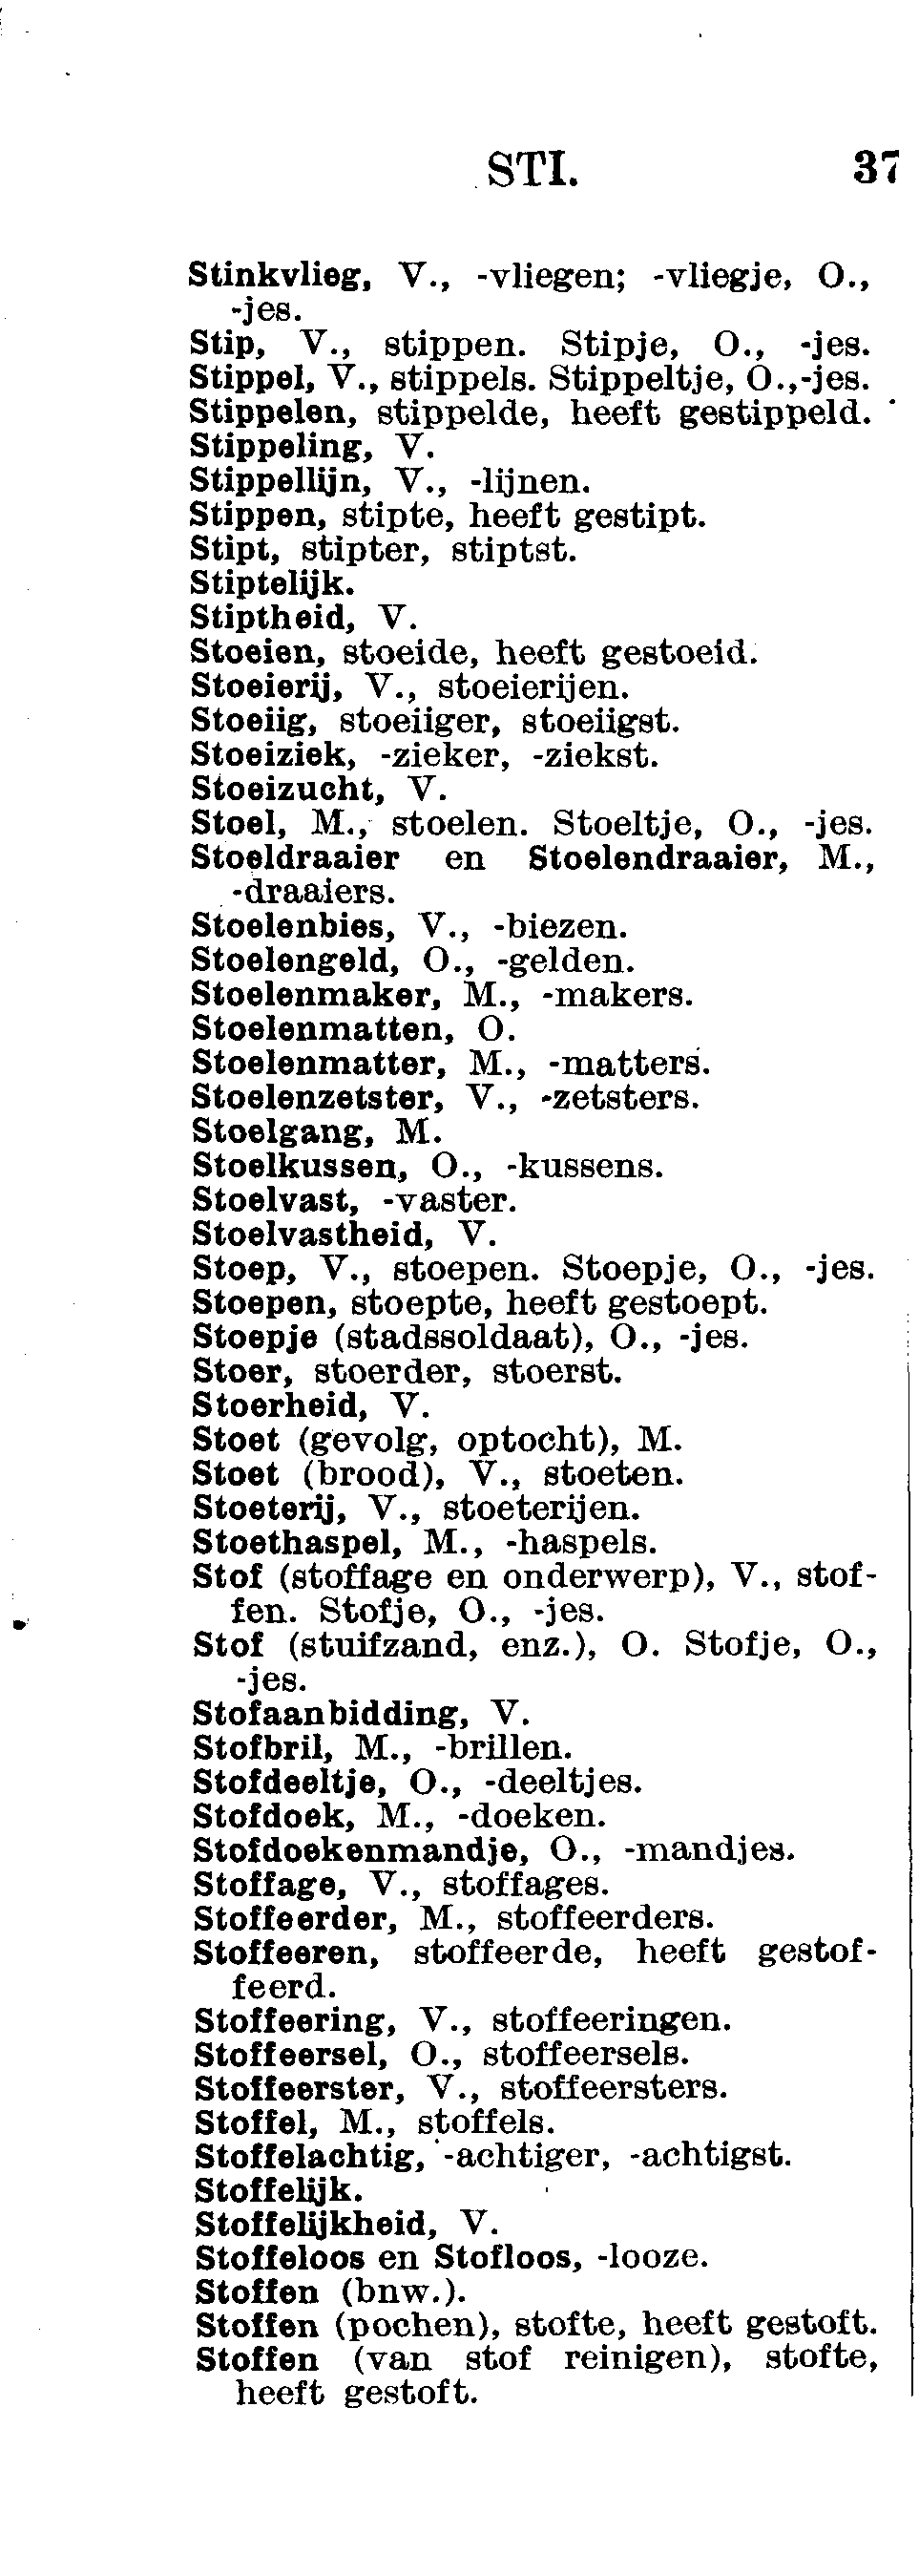 STI. 37
Stinkvlieg, V., -vliegen; -vliegje, O.,
-jes.
Stip, V., stippen. Stipje, O., -jes.
Stippel, V., stippels. Stippeltje, O.,-jes.
Stippelen, stippelde, heeft gestippeld.
Stippeling, V.
Stippellijn, V., -lijnen.
Stippen, stipte, heeft gestipt.
Stipt, stipter, stiptst.
Stiptelijk.
Stiptheid, V.
Stoeien, stoeide, heeft gestoeid.
Stoeierij, V., stoeierijen.
Stoeiig, stoeiiger, stoeiigst.
Stoeiziek, -zieker, -ziekst.
Stoeizucht, V.
Stoel, M., stoelen. Stoeltje, O., -jes.
Stoeldraaier en Stoelendraaier, M.,
-draaiers.
Stoelenbies, V., -biezen.
Stoelengeld, O., -gelden.
Stoelenmaker, M., -makers.
Stoelenmatten, O.
Stoelenmatter, M., -matters.
Stoelenzetster, V., -zetsters.
Stoelgang, M.
Stoelkussen, O., -kussens.
Stoelvast, -vaster.
Stoelvastheid, V.
Stoep, V., stoepen. Stoepje, O., -jes.
Stoepen, stoepte, heeft gestoept.
Stoepje (stadssoldaat), O., -jes.
Stoer, stoerder, stoerst.
Stoerheid, V.
Stoet (gevolg, optocht), M.
Stoet (brood), V., stoeten.
Stoeterij, V., stoeterijen.
Stoethaspel, M., -haspels.
Stof (stoffage en onderwerp), V., stof-
fen. Stofje, O., -jes.
Stof (stuifzand, enz.), O. Stofje, O.,
-jes.
Stofaanbidding, V.
Stofbril, M., -brillen.
Stofdeeltje, O., -deeltjes.
Stofdoek, M., -doeken.
Stofdoekenmandje, O., -mandjes.
Stoffage, V., stoffages.
Stoffeerder, M., stoffeerders.
Stoffeeren, stoffeerde, heeft gestof-
feerd.
Stoffeering, V., stoffeeringen.
Stoffeersel, O., stoffeersels.
Stoffeerster, V., stoffeersters.
Stoffel, M., stoffels.
Stoffelachtig, -achtiger, -achtigst.
Stoffelijk.
Stoffelijkheid, V.
Stoffeloos en Stofloos, -looze.
Stoffen (bnw.).
Stoffen (pochen), stofte, heeft gestoft.
Stoffen (van stof reinigen), stofte,
heeft gestoft.